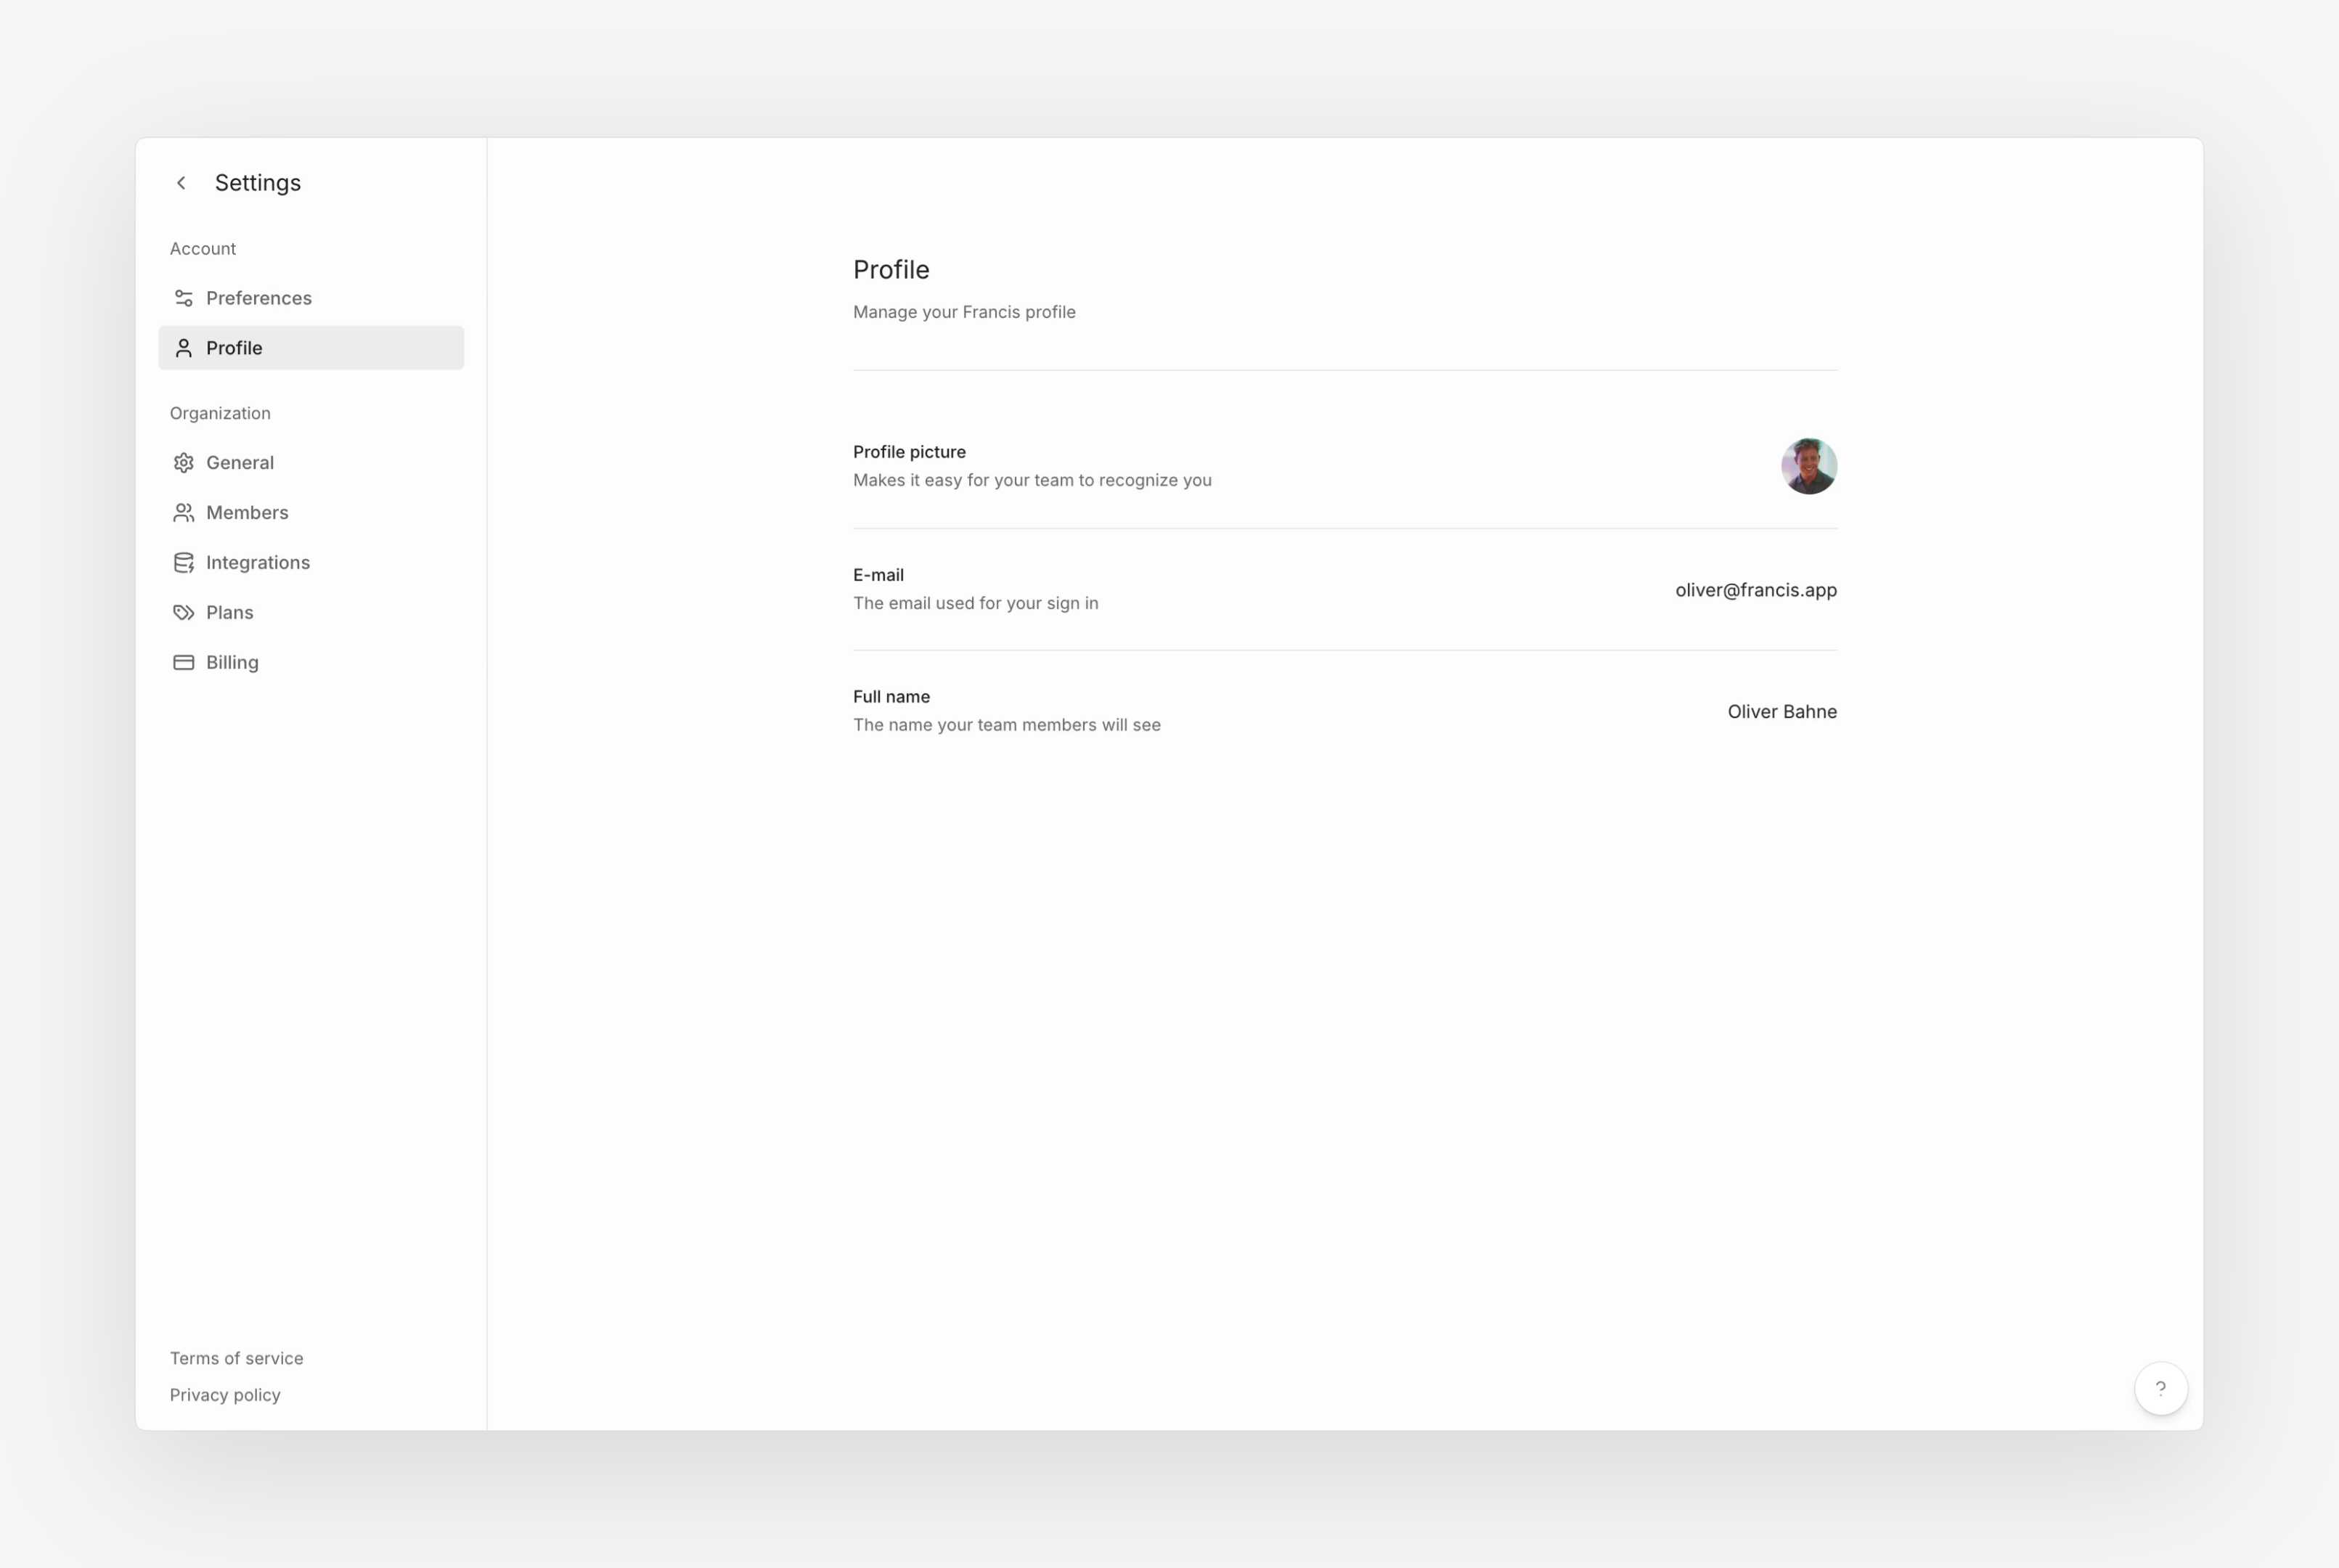 Settings
Account
Preferences
Profile
Organization
General
Members
Integrations
Plans
Billing
Terms of service
Privacy policy
Profile
Manage your Francis profile
Profile picture
Makes it easy for your team to recognize you
E-mail
The email used for your sign in
oliver@francis.app
Full name
The name your team members will see
Oliver Bahne
?